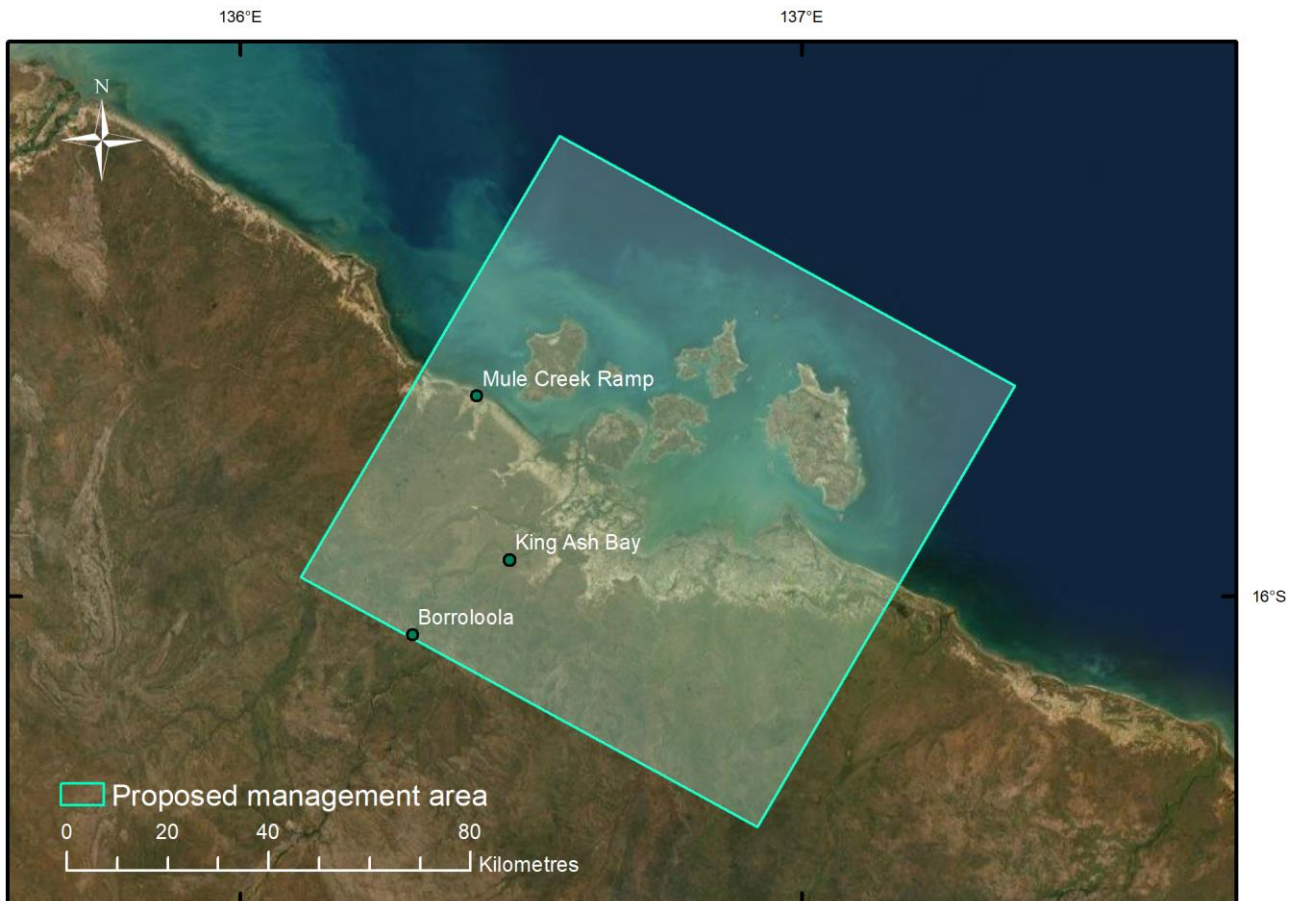 136°E
137°E
N
Mule Creek Ramp
King Ash Bay
16°S
Borroloola
Proposed management area
0 20 40 80
Kilometres